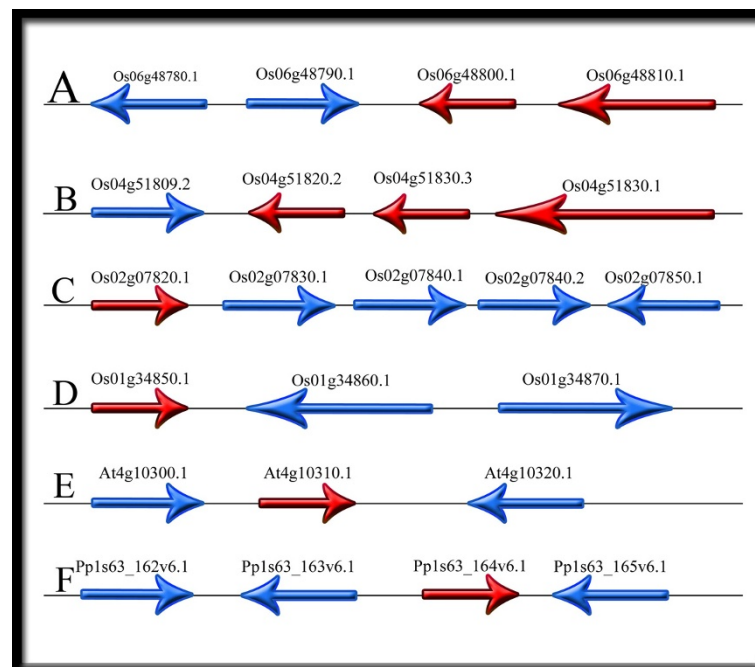 A Os06g48780.1 Os06g48790.1 Os06g48800.1 Os06g48810.1
B Os04g51809.2 Os04g51820.2 Os04g51830.3 Os04g51830.1
C Os02g07820.1 Os02g07830.1 Os02g07840.1 Os02g07840.2 Os02g07850.1
D Os01g34850.1 Os01g34860.1 Os01g34870.1
E At4g10300.1 At4g10310.1 At4g10320.1
F Pp1s63_162v6.1 Pp1s63_163v6.1 Pp1s63_164v6.1 Pp1s63_165v6.1